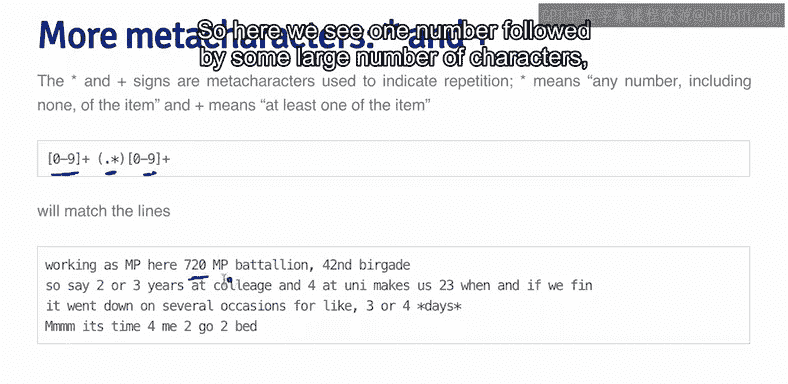 More metacharacters: * and +
So here we see one number followed
by some large number of characters,
The * and + signs are metacharacters used to indicate repetition; * means “any number, including
none, of the item” and + means “at least one of the item”
[0-9]+ (.*)[0-9]+
will match the lines
working as MP here 720 MP battallion, 42nd birgade
so say 2 or 3 years at colleage and 4 at uni makes us 23 when and if we fin
it went down on several occasions for like, 3 or 4 *days*
Mmmm its time 4 me 2 go 2 bed